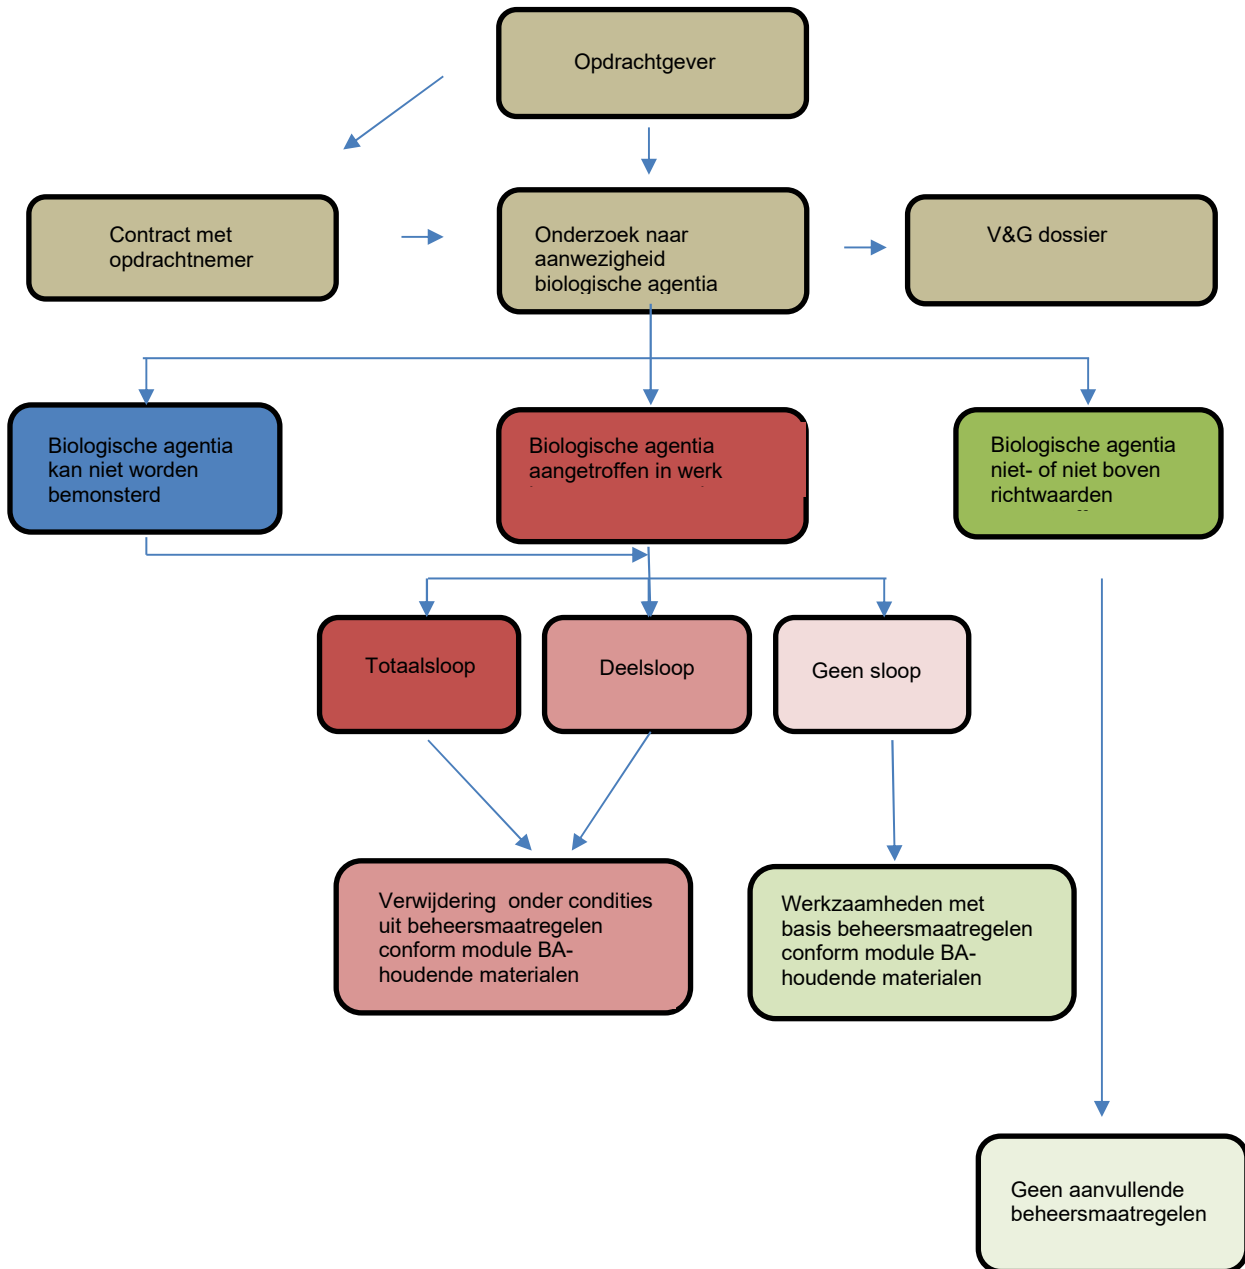 Opdrachtgever
Contract met
opdrachtnemer
Onderzoek naar
aanwezigheid
biologische agentia
V&G dossier
Biologische agentia
kan niet worden
bemonsterd
Biologische agentia
aangetroffen in werk
Biologische agentia
niet- of niet boven
richtwaarden
Totaalsloop
Deelsloop
Geen sloop
Verwijdering onder condities
uit beheersmaatregelen
conform module BA-
houdende materialen
Werkzaamheden met
basis beheersmaatregelen
conform module BA-
houdende materialen
Geen aanvullende
beheersmaatregelen